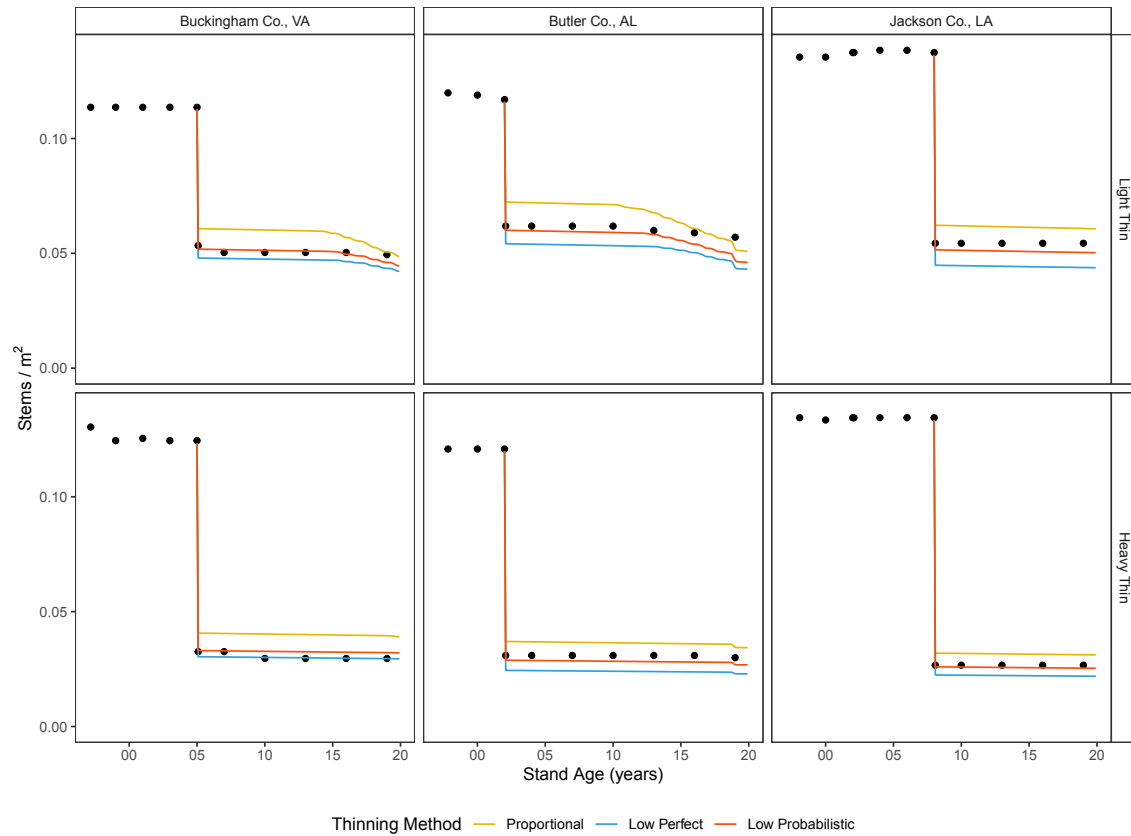 Buckingham Co., VA Butler Co., AL Jackson Co., LA
0.10
0.05
0.00
Light Thin
Stems / m²
0.10
0.05
0.00
Heavy Thin
00 05 10 15 20 00 05 10 15 20 00 05 10 15 20
Stand Age (years)
Thinning Method Proportional Low Perfect Low Probabilistic